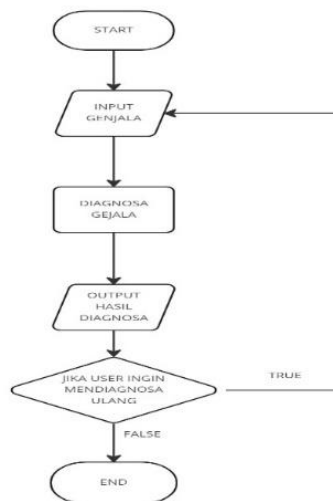 START
INPUT
GENJALA
DIAGNOSA
GEJALA
OUTPUT
HASIL
DIAGNOSA
JIKA USER INGIN
MENDIAGNOSA
ULANG
TRUE
FALSE
END